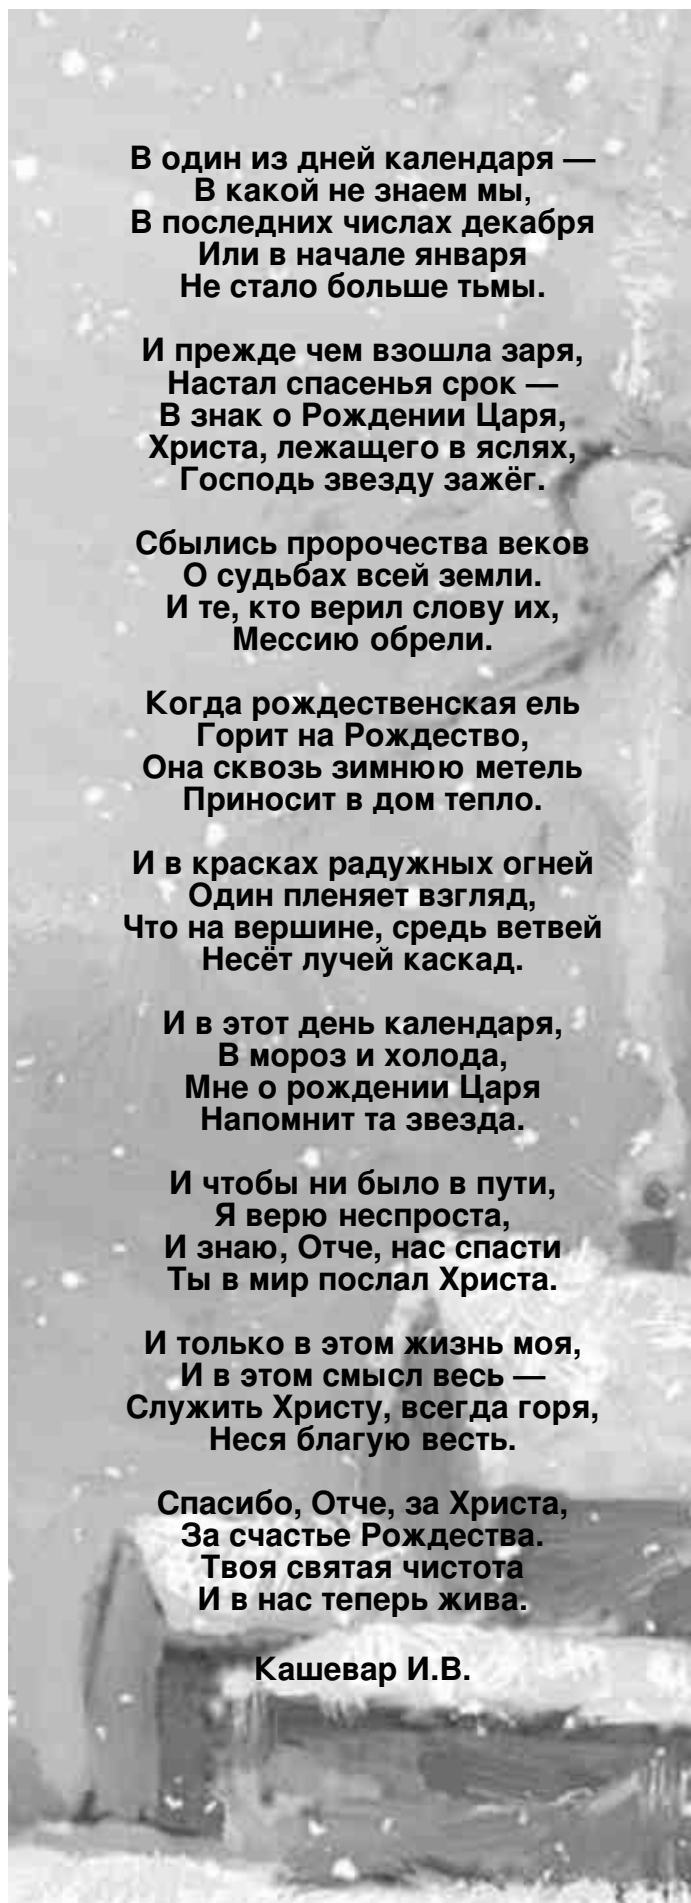 В один из дней календаря —
В какой не знаем мы,
В последних числах декабря
Или в начале января
Не стало больше тьмы.
И прежде чем взошла заря,
Настал спасенья срок —
В знак о Рождении Царя,
Христа, лежащего в яслях,
Господь звезду зажёг.
Сбылись пророчества веков
О судьбах всей земли.
И те, кто верил слову их,
Мессию обрели.
Когда рождественская ель
Горит на Рождество,
Она сквозь зимнюю метель
Приносит в дом тепло.
И в красках радужных огней
Один пленяет взгляд,
Что на вершине, средь ветвей
Несёт лучей каскад.
И в этот день календаря,
В мороз и холода,
Мне о рождении Царя
Напомнит та звезда.
И чтобы ни было в пути,
Я верю неспроста,
И знаю, Отче, нас спасти
Ты в мир послал Христа.
И только в этом жизнь моя,
И в этом смысл весь —
Служить Христу, всегда горя,
Неся благую весть.
Спасибо, Отче, за Христа,
За счастье Рождества.
Твоя святая чистота
И в нас теперь жива.
Кашевар И.В.